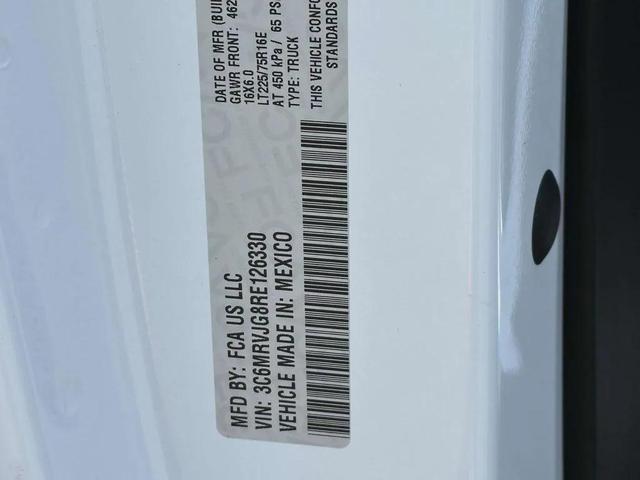 MFD BY: FCA US LLC
DATE OF MFR (BUI
GAWR FRONT: 462
VIN: 3C6MRVJG8RE126330
16X6.0
LT225/75R16E
VEHICLE MADE IN: MEXICO
AT 450 kPa / 65 PS
TYPE: TRUCK
THIS VEHICLE CONFO
STANDARDS